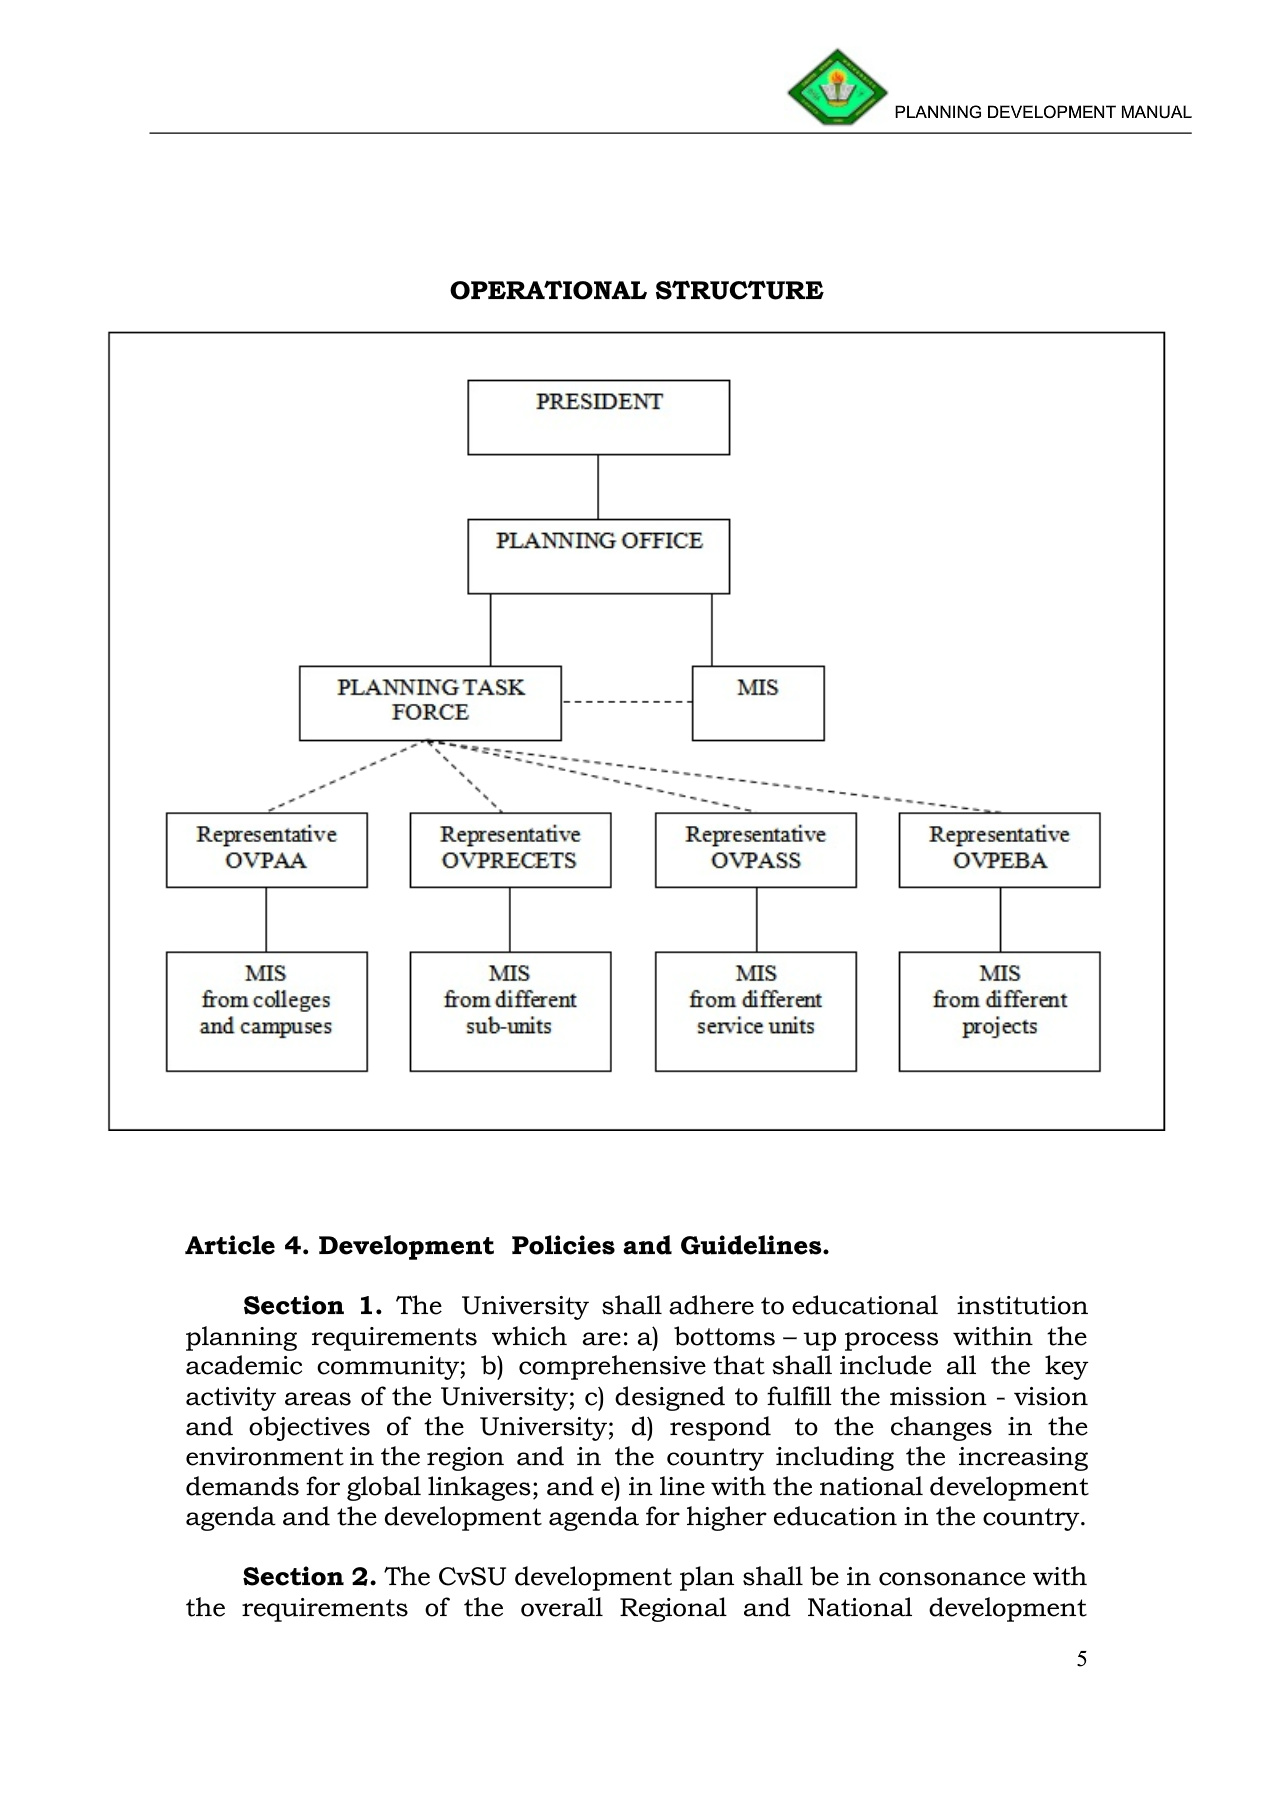 PLANNING DEVELOPMENT MANUAL
OPERATIONAL STRUCTURE
PRESIDENT
PLANNING OFFICE
PLANNING TASK
FORCE
MIS
Representative
OVPAA
Representative
OVPRECETS
Representative
OVPASS
Representative
OVPEBA
MIS
from colleges
and campuses
MIS
from different
sub-units
MIS
from different
service units
MIS
from different
projects
Article 4. Development Policies and Guidelines.
Section 1. The University shall adhere to educational institution
planning requirements which are: a) bottoms – up process within the
academic community; b) comprehensive that shall include all the key
activity areas of the University; c) designed to fulfill the mission - vision
and objectives of the University; d) respond to the changes in the
environment in the region and in the country including the increasing
demands for global linkages; and e) in line with the national development
agenda and the development agenda for higher education in the country.
Section 2. The CvSU development plan shall be in consonance with
the requirements of the overall Regional and National development
5